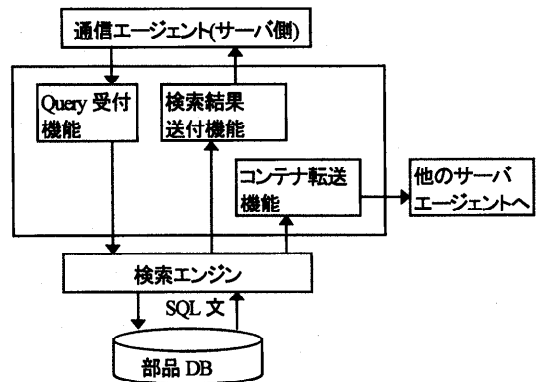 通信エージェント(サーバ側)
Query 受付
機能
検索結果
送付機能
コンテナ転送
機能
他のサーバ
エージェントへ
検索エンジン
SQL 文
部品 DB